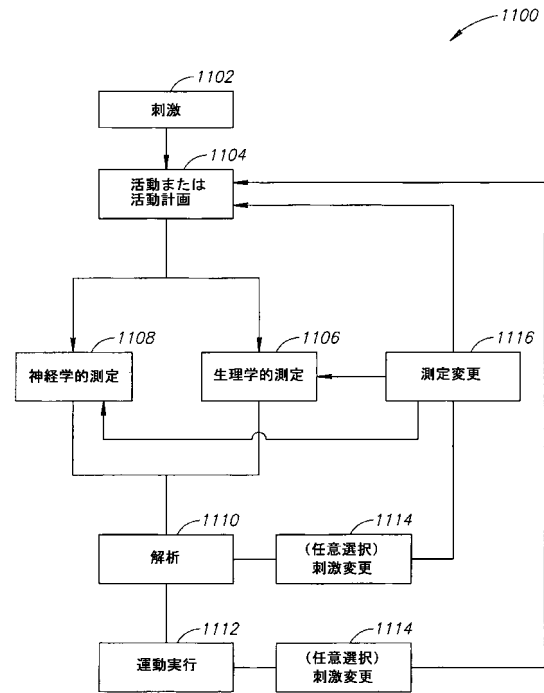 1100
1102
刺激
1104
活動または
活動計画
1108
神経学的測定
1106
生理学的測定
1116
測定変更
1110
解析
1114
(任意選択)
刺激変更
1112
運動実行
1114
(任意選択)
刺激変更